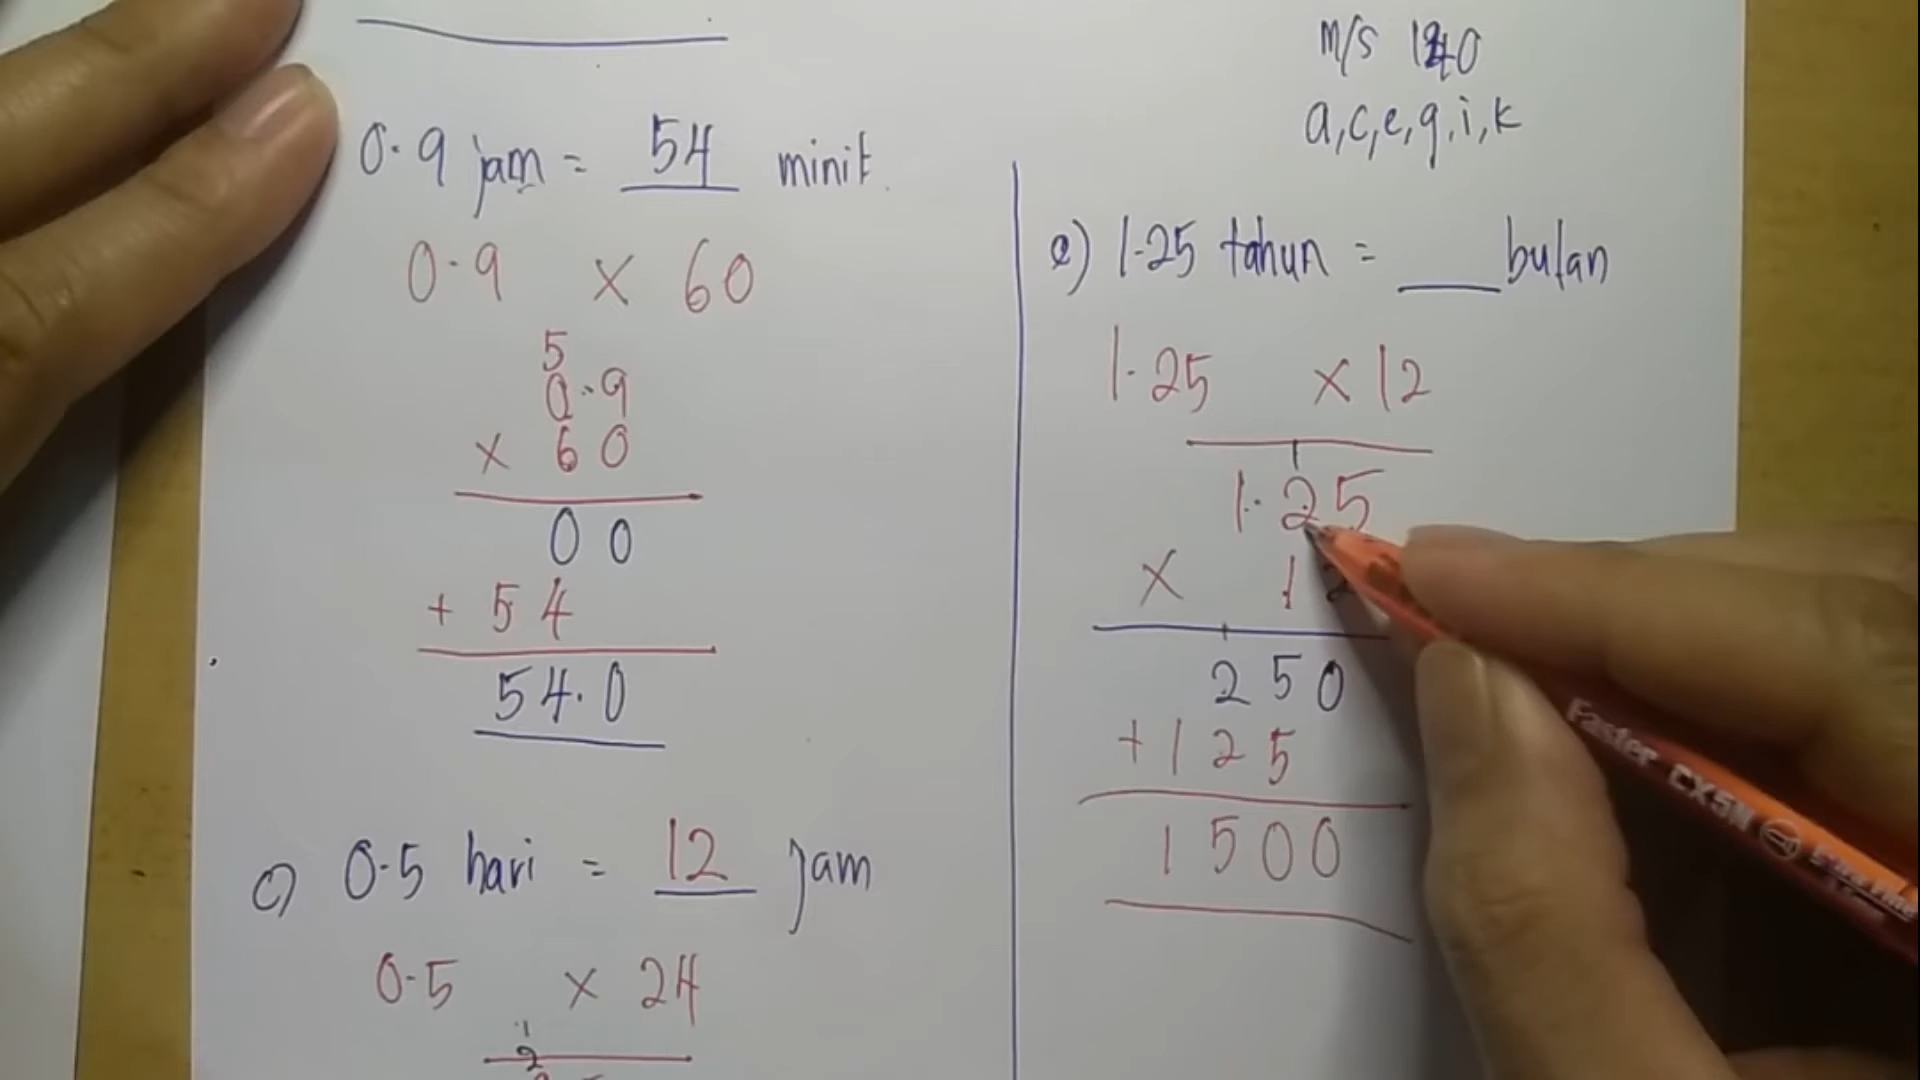 0.9 jam = 54 minit.
0.9 x 60
5
0.9
x 60
00
+ 54
54.0
c) 0.5 hari = 12 jam
0.5 x 24
m/s 140
a,c,e,g,i,k
e) 1.25 tahun = ___ bulan
1.25 x 12
1
1.25
x 12
250
+125
1500
Faster CX5N